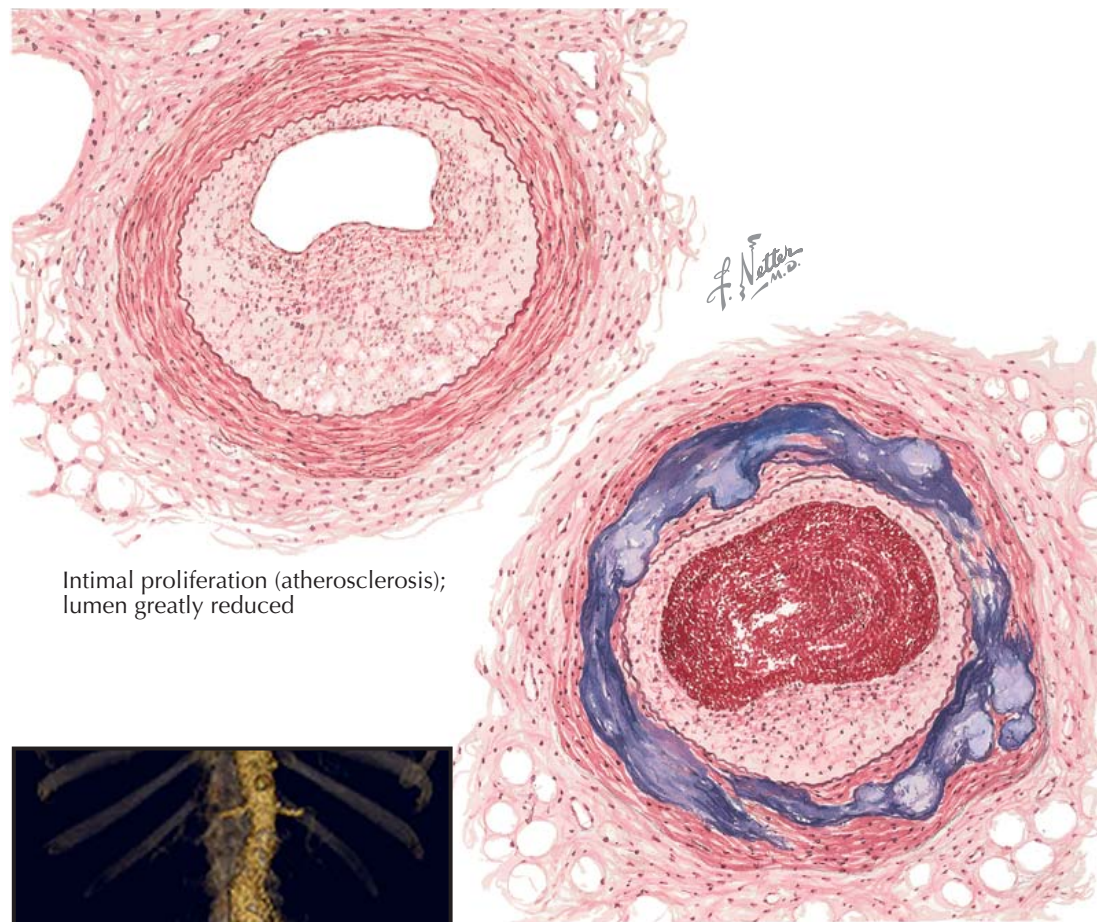 F. Netter
M.D.
Intimal proliferation (atherosclerosis);
lumen greatly reduced